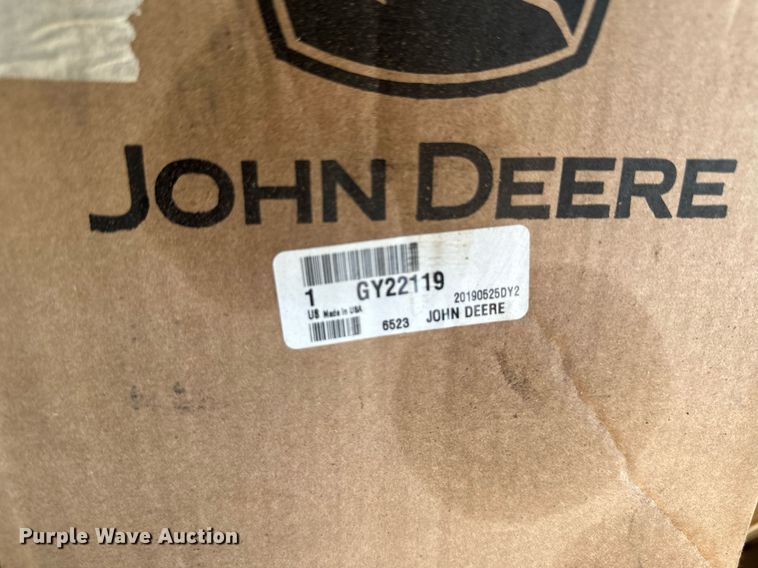 JOHN DEERE
1 GY22119
US Made in USA 20190525DY2
6523 JOHN DEERE
Purple Wave Auction